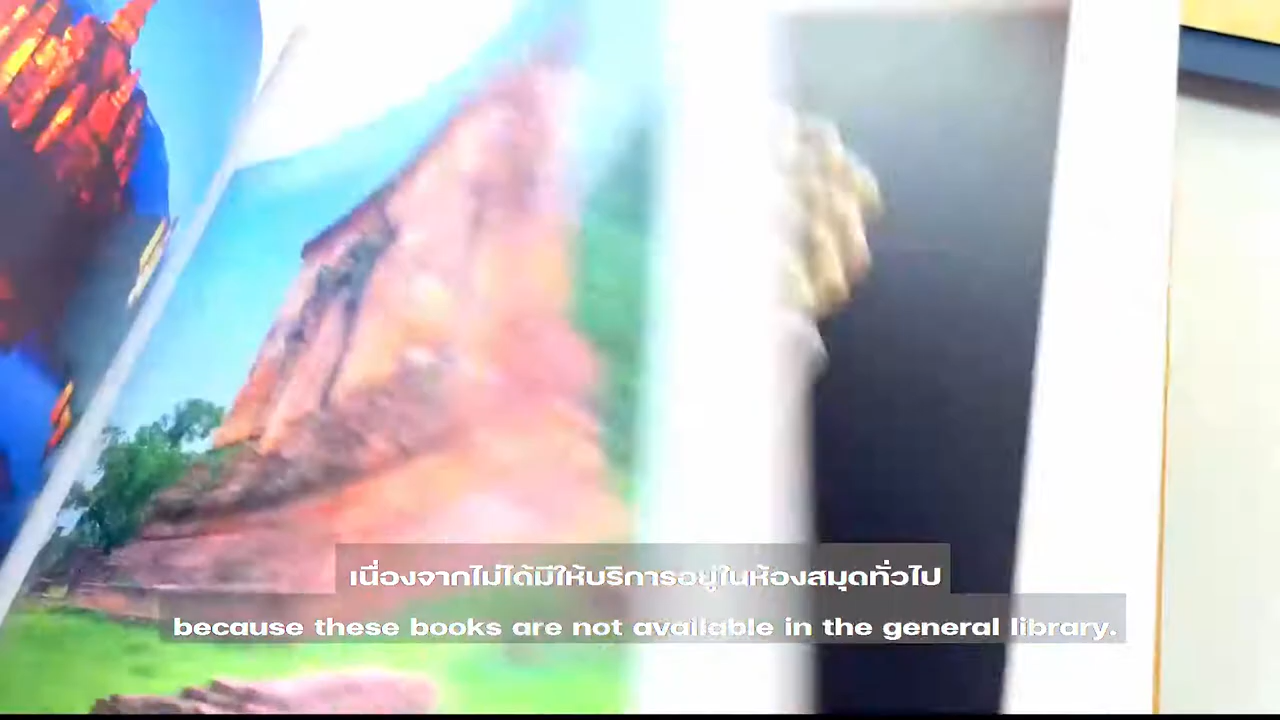 เนื่องจากไม่ได้มีให้บริการอยู่ในห้องสมุดทั่วไป
because these books are not available in the general library.